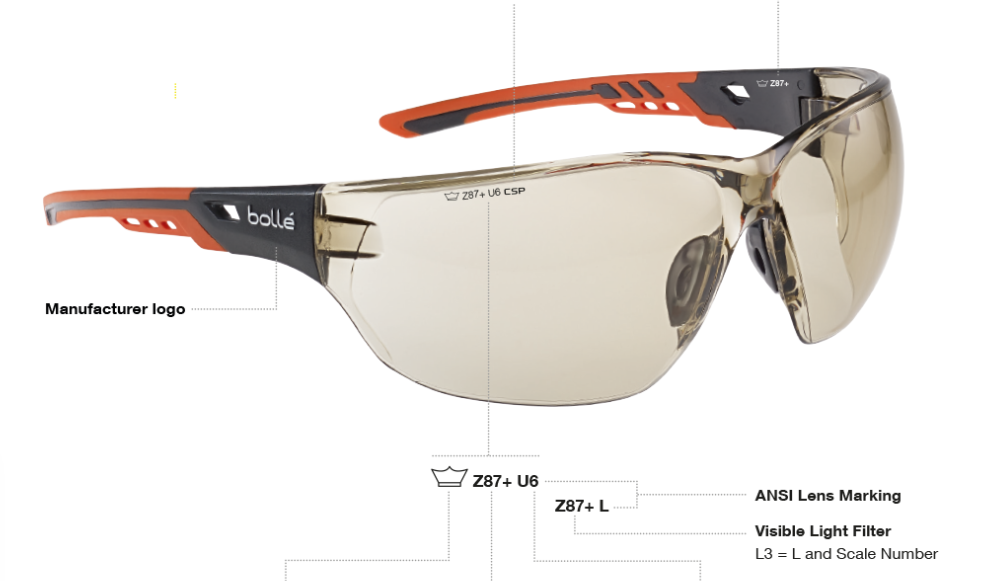 Z87+
Z87+ U6 CSP
bollé
Manufacturer logo
Z87+ U6
Z87+ L
ANSI Lens Marking
Visible Light Filter
L3 = L and Scale Number